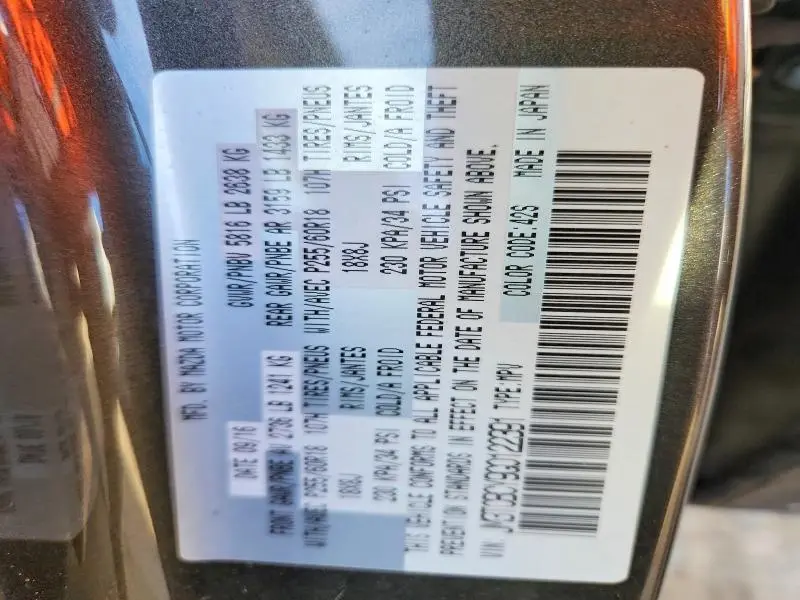 MFD. BY MAZDA MOTOR CORPORATION
DATE 09/16 GVWR/PNBV 5816 LB 2638 KG
FRONT GAWR/PNBE AV 2736 LB 1241 KG REAR GAWR/PNBE AR 3159 LB 1433 KG
WITH/AVEC P255/60R18 107H TIRES/PNEUS WITH/AVEC P255/60R18 107H TIRES/PNEUS
18X8J RIMS/JANTES 18X8J RIMS/JANTES
230 KPA/34 PSI COLD/A FROID 230 KPA/34 PSI COLD/A FROID
THIS VEHICLE CONFORMS TO ALL APPLICABLE FEDERAL MOTOR VEHICLE SAFETY AND THEFT
PREVENTION STANDARDS IN EFFECT ON THE DATE OF MANUFACTURE SHOWN ABOVE.
V.I.N. TYPE:MPV COLOR CODE:42S MADE IN JAPAN